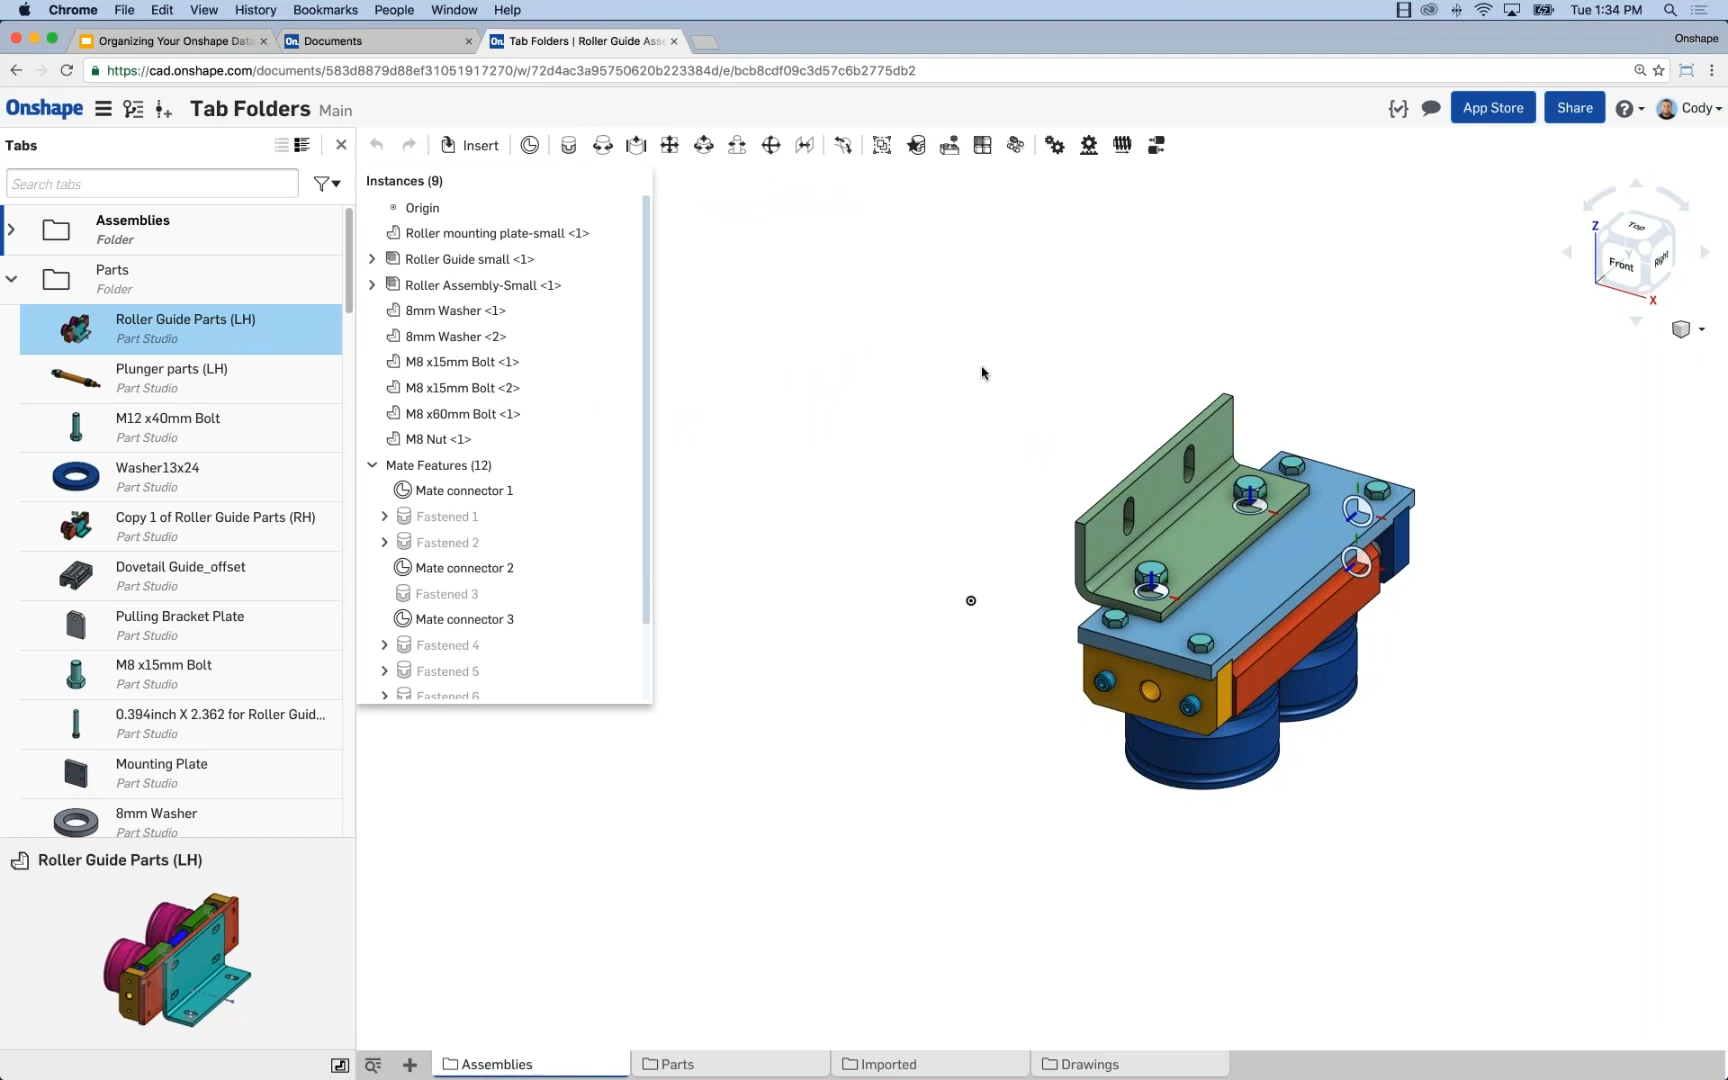 Chrome File Edit View History Bookmarks People Window Help Tue 1:34 PM
Organizing Your Onshape Data Documents Tab Folders | Roller Guide Ass Onshape
https://cad.onshape.com/documents/583d8879d88ef31051917270/w/72d4ac3a95750620b223384d/e/bcb8cdf09c3d57c6b2775db2
Onshape Tab Folders Main App Store Share Cody
Tabs
Insert
Search tabs
Assemblies
Folder
Parts
Folder
Roller Guide Parts (LH)
Part Studio
Plunger parts (LH)
Part Studio
M12 x40mm Bolt
Part Studio
Washer13x24
Part Studio
Copy 1 of Roller Guide Parts (RH)
Part Studio
Dovetail Guide_offset
Part Studio
Pulling Bracket Plate
Part Studio
M8 x15mm Bolt
Part Studio
0.394inch X 2.362 for Roller Guid...
Part Studio
Mounting Plate
Part Studio
8mm Washer
Part Studio
Roller Guide Parts (LH)
Instances (9)
Origin
Roller mounting plate-small <1>
Roller Guide small <1>
Roller Assembly-Small <1>
8mm Washer <1>
8mm Washer <2>
M8 x15mm Bolt <1>
M8 x15mm Bolt <2>
M8 x60mm Bolt <1>
M8 Nut <1>
Mate Features (12)
Mate connector 1
Fastened 1
Fastened 2
Mate connector 2
Fastened 3
Mate connector 3
Fastened 4
Fastened 5
Fastened 6
Z
Top
Y
Front
Right
X
Assemblies Parts Imported Drawings